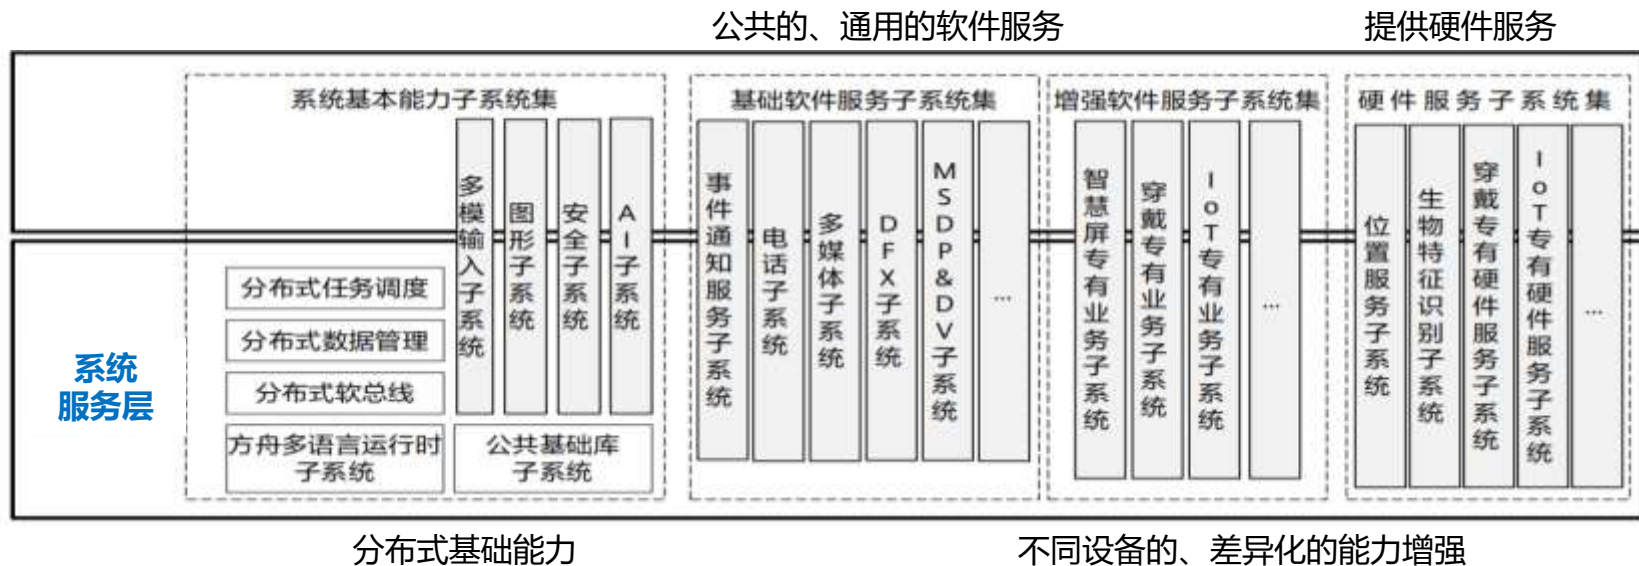 公共的、通用的软件服务
提供硬件服务
系统基本能力子系统集
基础软件服务子系统集
增强软件服务子系统集
硬件服务子系统集
多模输入子系统
图形子系统
安全子系统
AI子系统
分布式任务调度
分布式数据管理
分布式软总线
方舟多语言运行时
子系统
公共基础库
子系统
事件通知服务子系统
电话子系统
多媒体子系统
DFX子系统
MSDP&DV子系统
...
智慧屏专有业务子系统
穿戴专有业务子系统
IoT专有业务子系统
...
位置服务子系统
生物特征识别子系统
穿戴专有硬件服务子系统
IoT专有硬件服务子系统
...
系统
服务层
分布式基础能力
不同设备的、差异化的能力增强